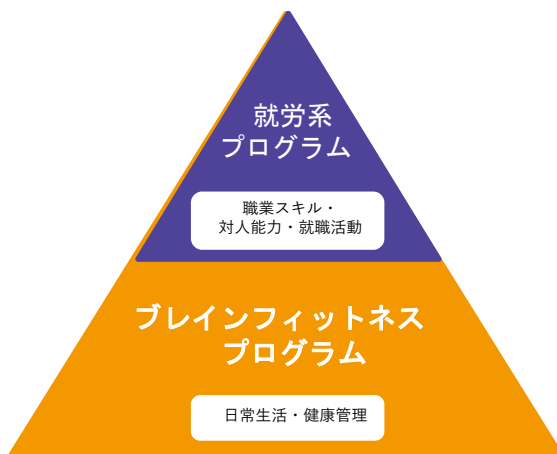 就労系
プログラム
職業スキル・
対人能力・就職活動
ブレインフィットネス
プログラム
日常生活・健康管理